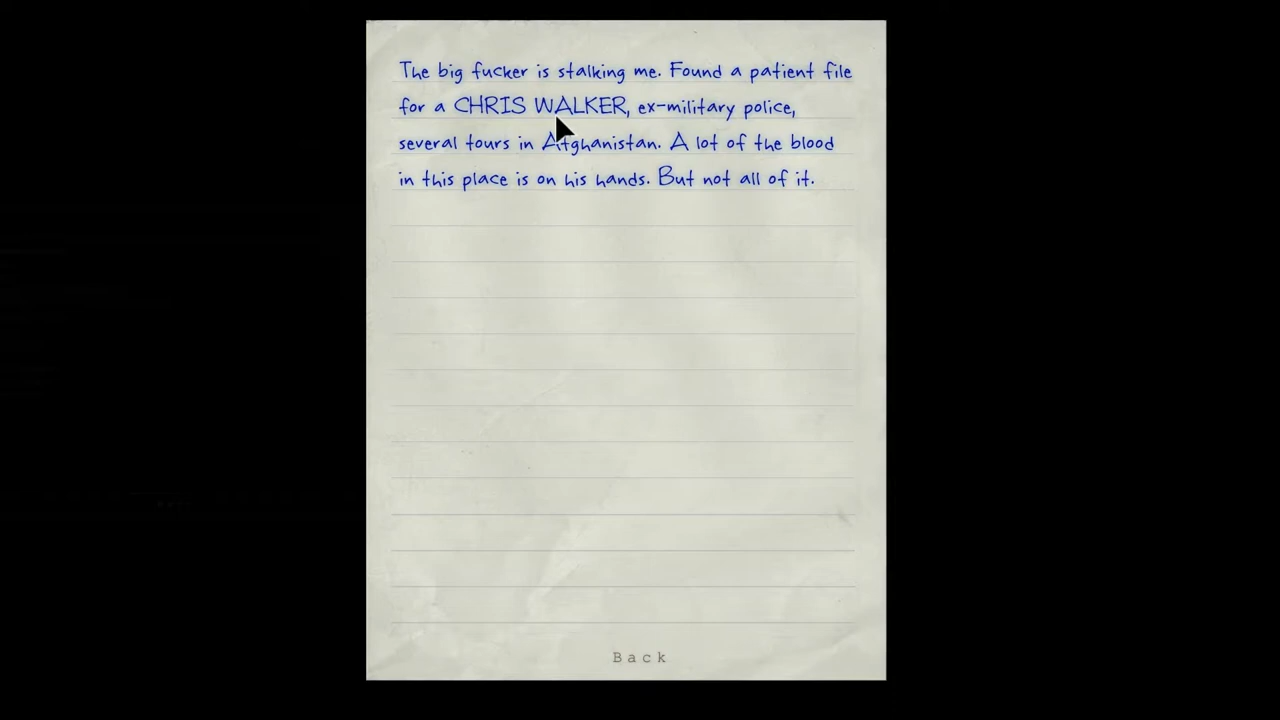 The big fucker is stalking me. Found a patient file
for a CHRIS WALKER, ex-military police,
several tours in Afghanistan. A lot of the blood
in this place is on his hands. But not all of it.
Back